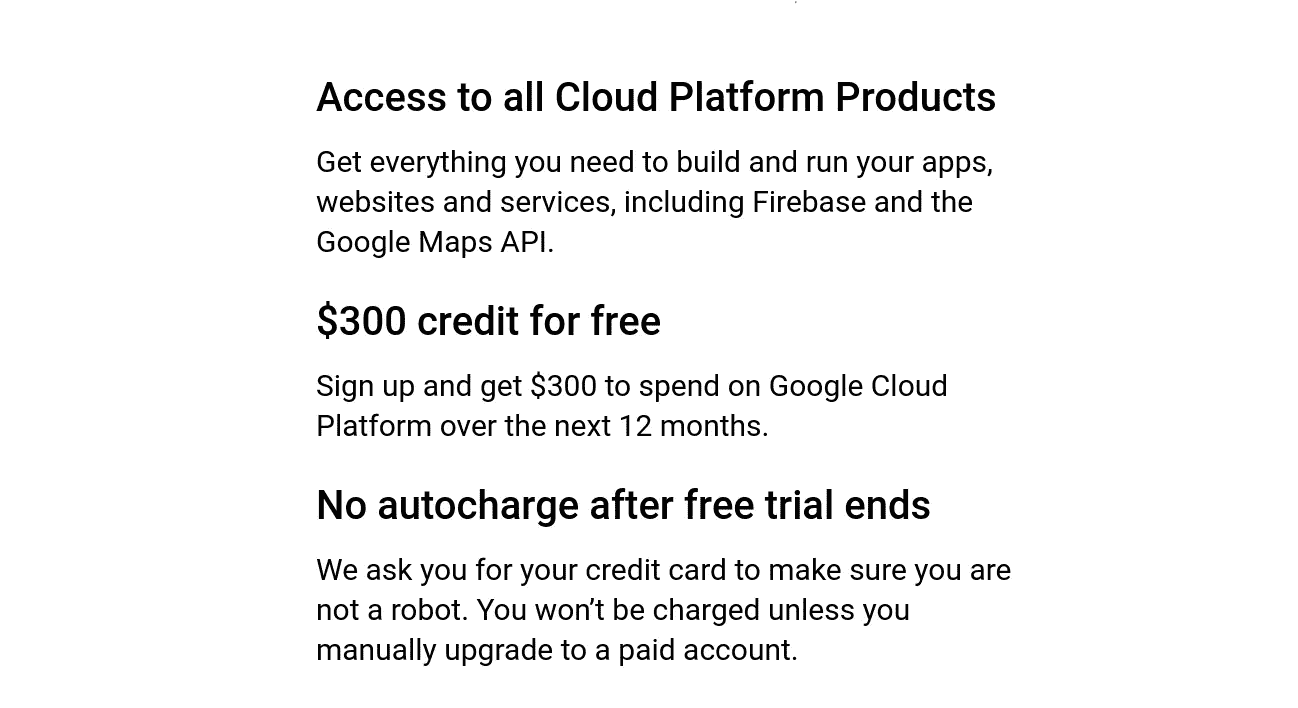 Access to all Cloud Platform Products
Get everything you need to build and run your apps,
websites and services, including Firebase and the
Google Maps API.
$300 credit for free
Sign up and get $300 to spend on Google Cloud
Platform over the next 12 months.
No autocharge after free trial ends
We ask you for your credit card to make sure you are
not a robot. You won’t be charged unless you
manually upgrade to a paid account.